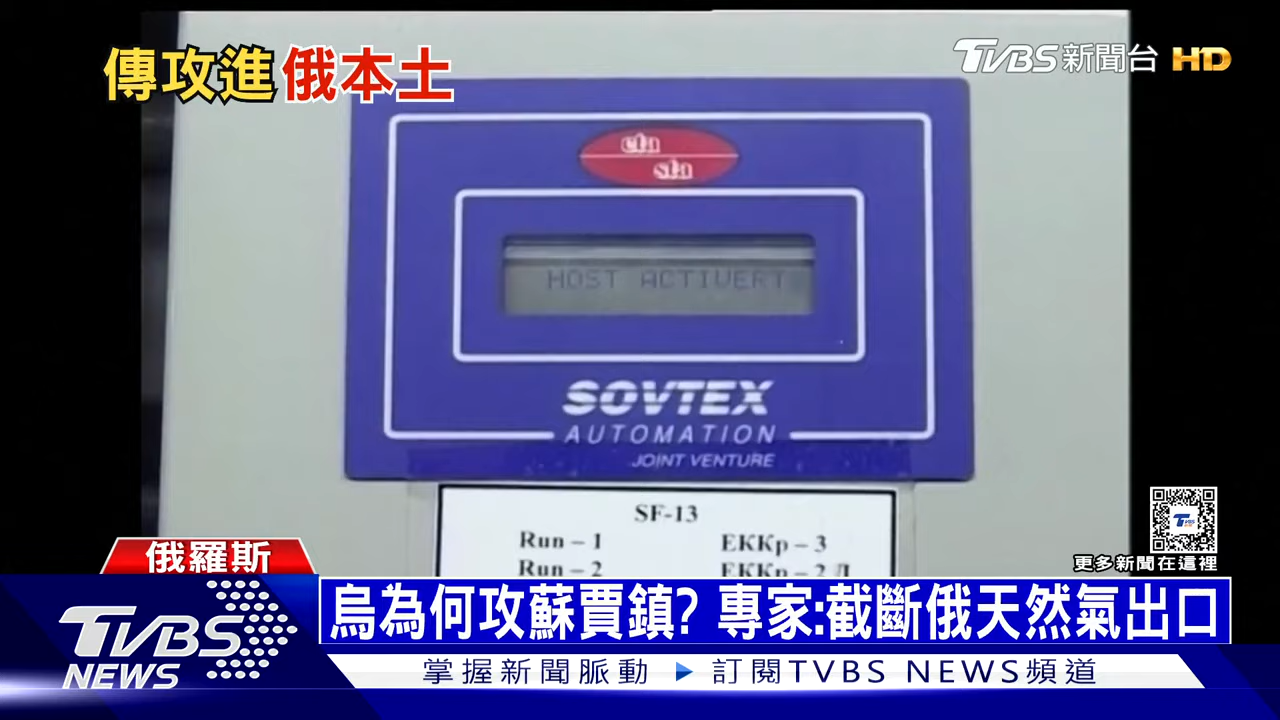 傳攻進俄本土
TVBS新聞台 HD
HOST ACTIVERT
SOVTEX
AUTOMATION
JOINT VENTURE
SF-13
Run – 1
EKKp – 3
Run – 2
更多新聞在這裡
俄羅斯
烏為何攻蘇賈鎮? 專家:截斷俄天然氣出口
TVBS
NEWS
掌握新聞脈動 ▶ 訂閱TVBS NEWS頻道